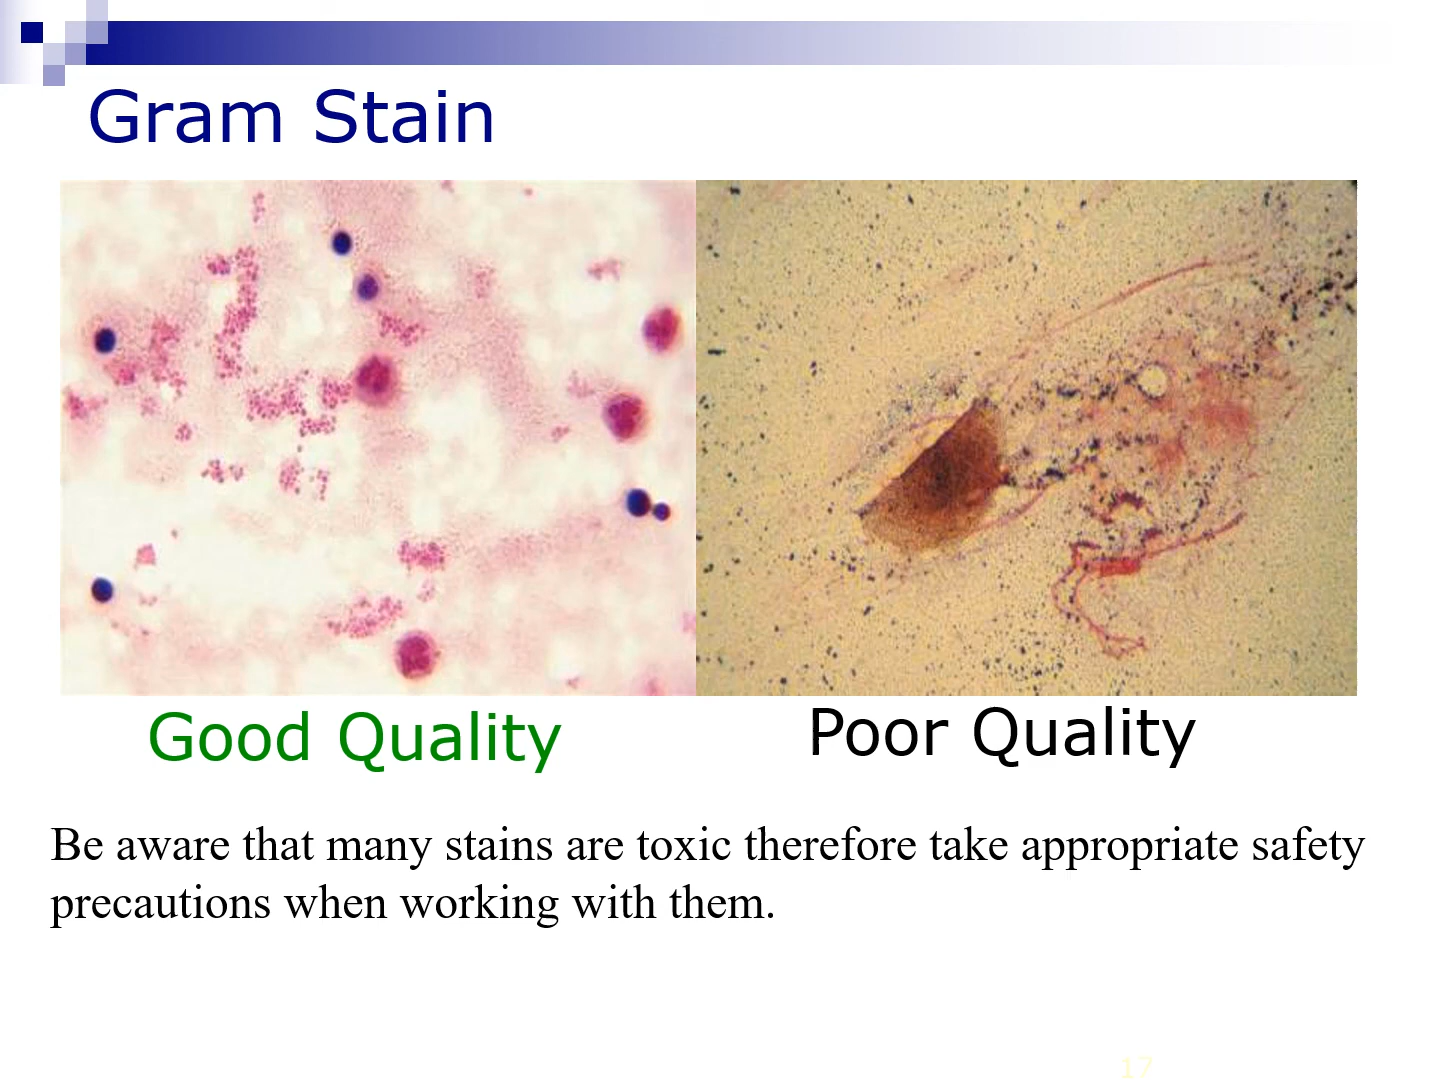 Gram Stain
Good Quality
Poor Quality
Be aware that many stains are toxic therefore take appropriate safety
precautions when working with them.
17